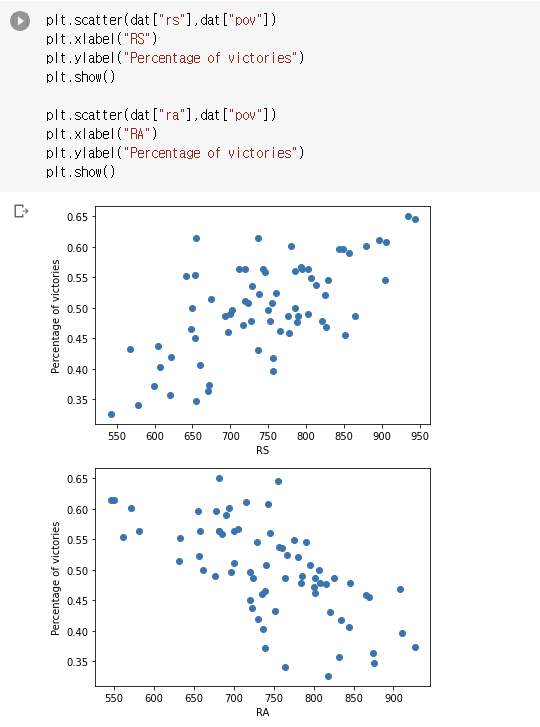 plt.scatter(dat["rs"],dat["pov"])
plt.xlabel("RS")
plt.ylabel("Percentage of victories")
plt.show()
plt.scatter(dat["ra"],dat["pov"])
plt.xlabel("RA")
plt.ylabel("Percentage of victories")
plt.show()
0.65
0.60
0.55
0.50
0.45
0.40
0.35
Percentage of victories
550 600 650 700 750 800 850 900 950
RS
0.65
0.60
0.55
0.50
0.45
0.40
0.35
Percentage of victories
550 600 650 700 750 800 850 900
RA